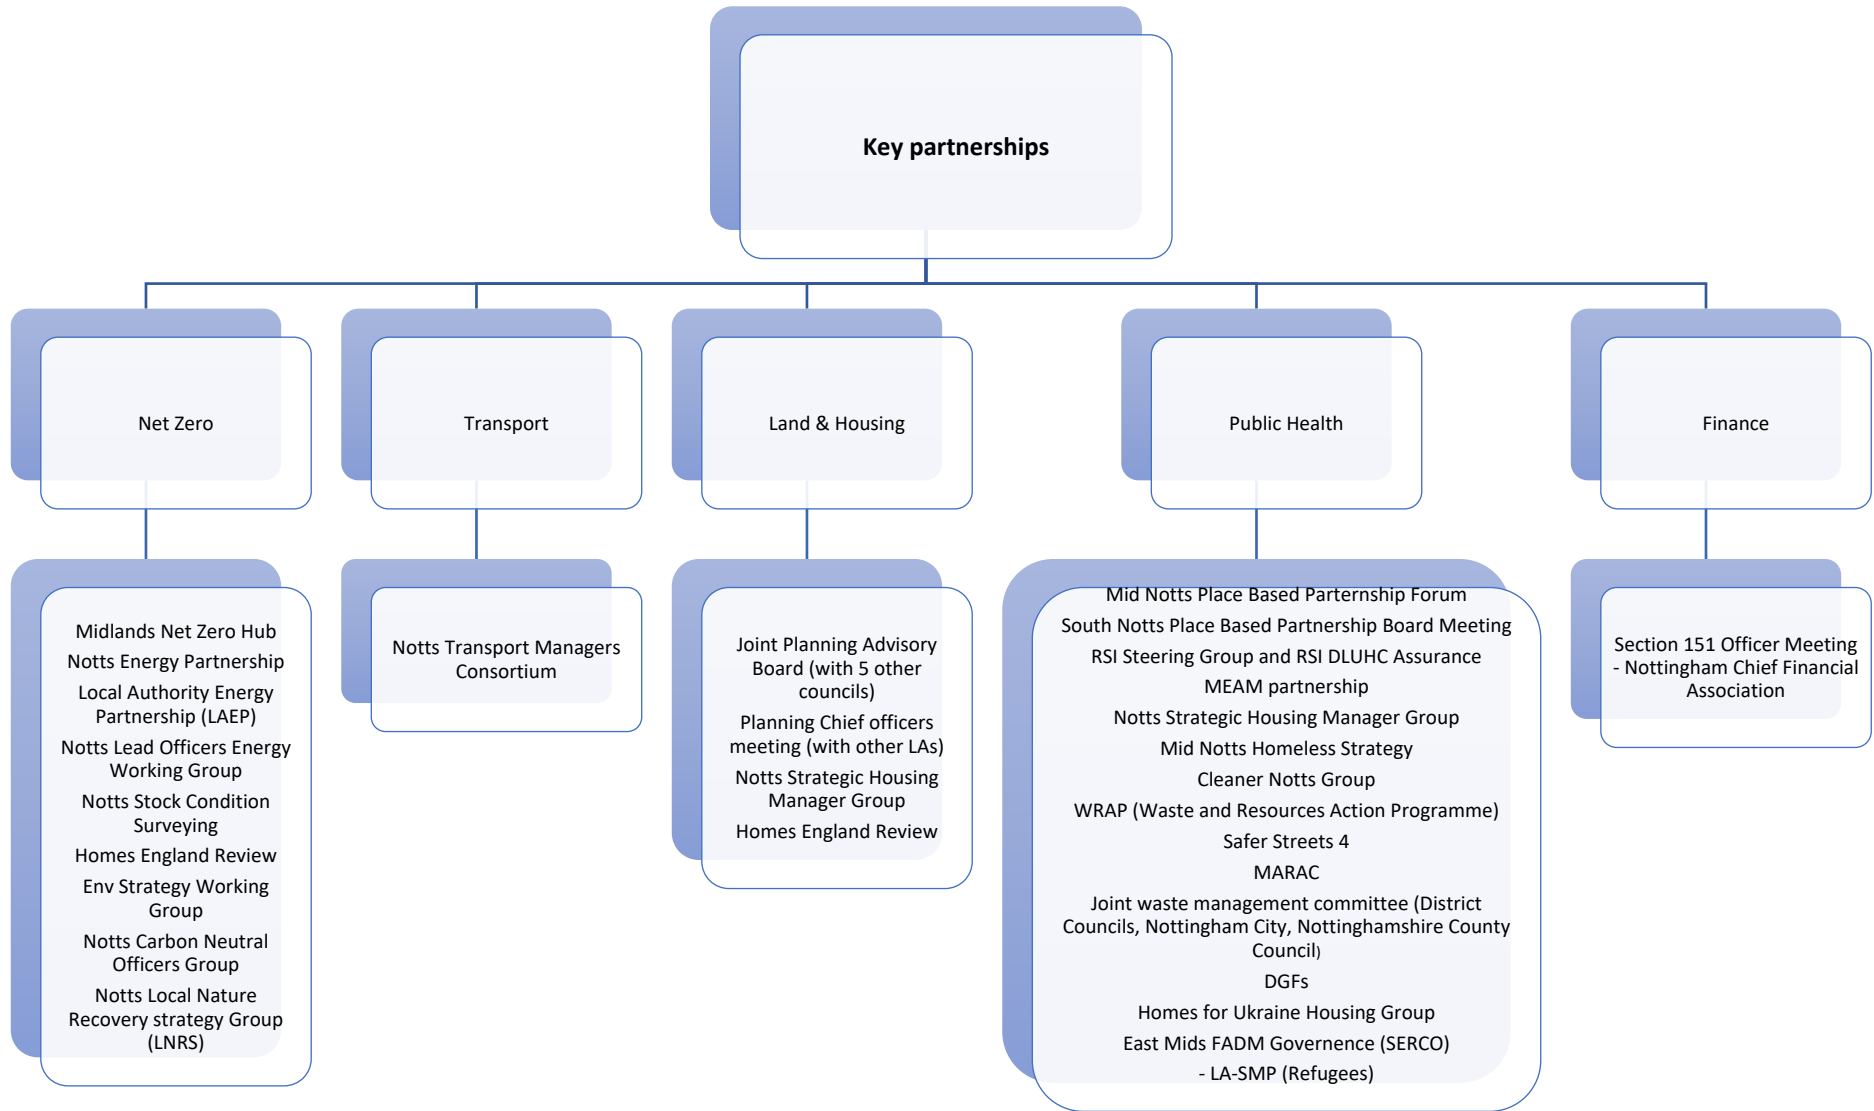 Key partnerships
Net Zero
Transport
Land & Housing
Public Health
Finance
Midlands Net Zero Hub
Notts Energy Partnership
Local Authority Energy
Partnership (LAEP)
Notts Lead Officers Energy
Working Group
Notts Stock Condition
Surveying
Homes England Review
Env Strategy Working
Group
Notts Carbon Neutral
Officers Group
Notts Local Nature
Recovery strategy Group
(LNRS)
Notts Transport Managers
Consortium
Joint Planning Advisory
Board (with 5 other
councils)
Planning Chief officers
meeting (with other LAs)
Notts Strategic Housing
Manager Group
Homes England Review
Mid Notts Place Based Parternship Forum
South Notts Place Based Partnership Board Meeting
RSI Steering Group and RSI DLUHC Assurance
MEAM partnership
Notts Strategic Housing Manager Group
Mid Notts Homeless Strategy
Cleaner Notts Group
WRAP (Waste and Resources Action Programme)
Safer Streets 4
MARAC
Joint waste management committee (District
Councils, Nottingham City, Nottinghamshire County
Council)
DGFs
Homes for Ukraine Housing Group
East Mids FADM Governence (SERCO)
- LA-SMP (Refugees)
Section 151 Officer Meeting
- Nottingham Chief Financial
Association